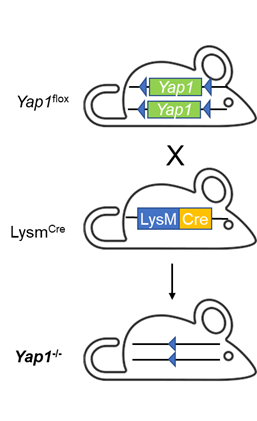 Yap1
Yap1flox
Yap1
X
LysM Cre
LysmCre
Yap1-/-